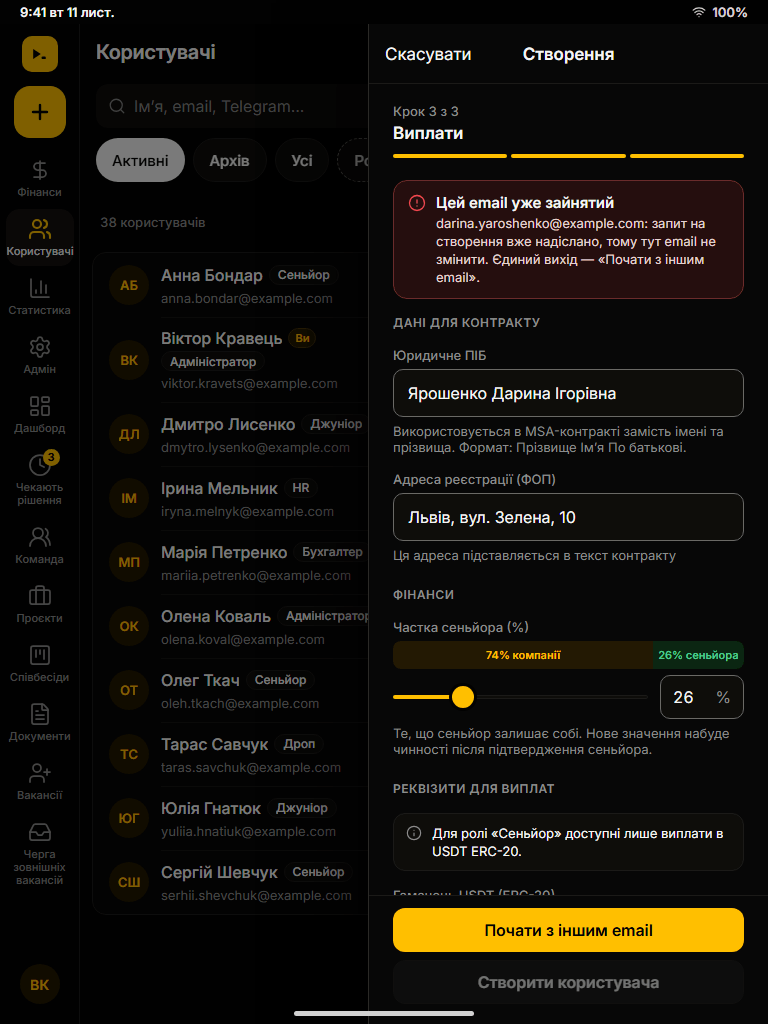 9:41 вт 11 лист.
100%
Фінанси
Користувачі
Статистика
Адмін
Дашборд
3
Чекають
рішення
Команда
Проєкти
Співбесіди
Документи
Вакансії
Черга
зовнішніх
вакансій
ВК
Користувачі
Ім'я, email, Telegram...
Активні
Архів
Усі
38 користувачів
АБ
Анна Бондар
Сеньйор
anna.bondar@example.com
ВК
Віктор Кравець
Ви
Адміністратор
viktor.kravets@example.com
ДЛ
Дмитро Лисенко
Джуніор
dmytro.lysenko@example.com
ІМ
Ірина Мельник
HR
iryna.melnyk@example.com
МП
Марія Петренко
Бухгалтер
mariia.petrenko@example.com
ОК
Олена Коваль
Адміністратор
olena.koval@example.com
ОТ
Олег Ткач
Сеньйор
oleh.tkach@example.com
ТС
Тарас Савчук
Дроп
taras.savchuk@example.com
ЮГ
Юлія Гнатюк
Джуніор
yuliia.hnatiuk@example.com
СШ
Сергій Шевчук
Сеньйор
serhii.shevchuk@example.com
Скасувати
Створення
Крок 3 з 3
Виплати
Цей email уже зайнятий
darina.yaroshenko@example.com: запит на
створення вже надіслано, тому тут email не
змінити. Єдиний вихід — «Почати з іншим
email».
ДАНІ ДЛЯ КОНТРАКТУ
Юридичне ПІБ
Ярошенко Дарина Ігорівна
Використовується в MSA-контракті замість імені та
прізвища. Формат: Прізвище Ім'я По батькові.
Адреса реєстрації (ФОП)
Львів, вул. Зелена, 10
Ця адреса підставляється в текст контракту
ФІНАНСИ
Частка сеньйора (%)
74% компанії
26% сеньйора
26 %
Те, що сеньйор залишає собі. Нове значення набуде
чинності після підтвердження сеньйора.
РЕКВІЗИТИ ДЛЯ ВИПЛАТ
Для ролі «Сеньйор» доступні лише виплати в
USDT ERC-20.
Гаманець USDT (ERC-20)
Почати з іншим email
Створити користувача